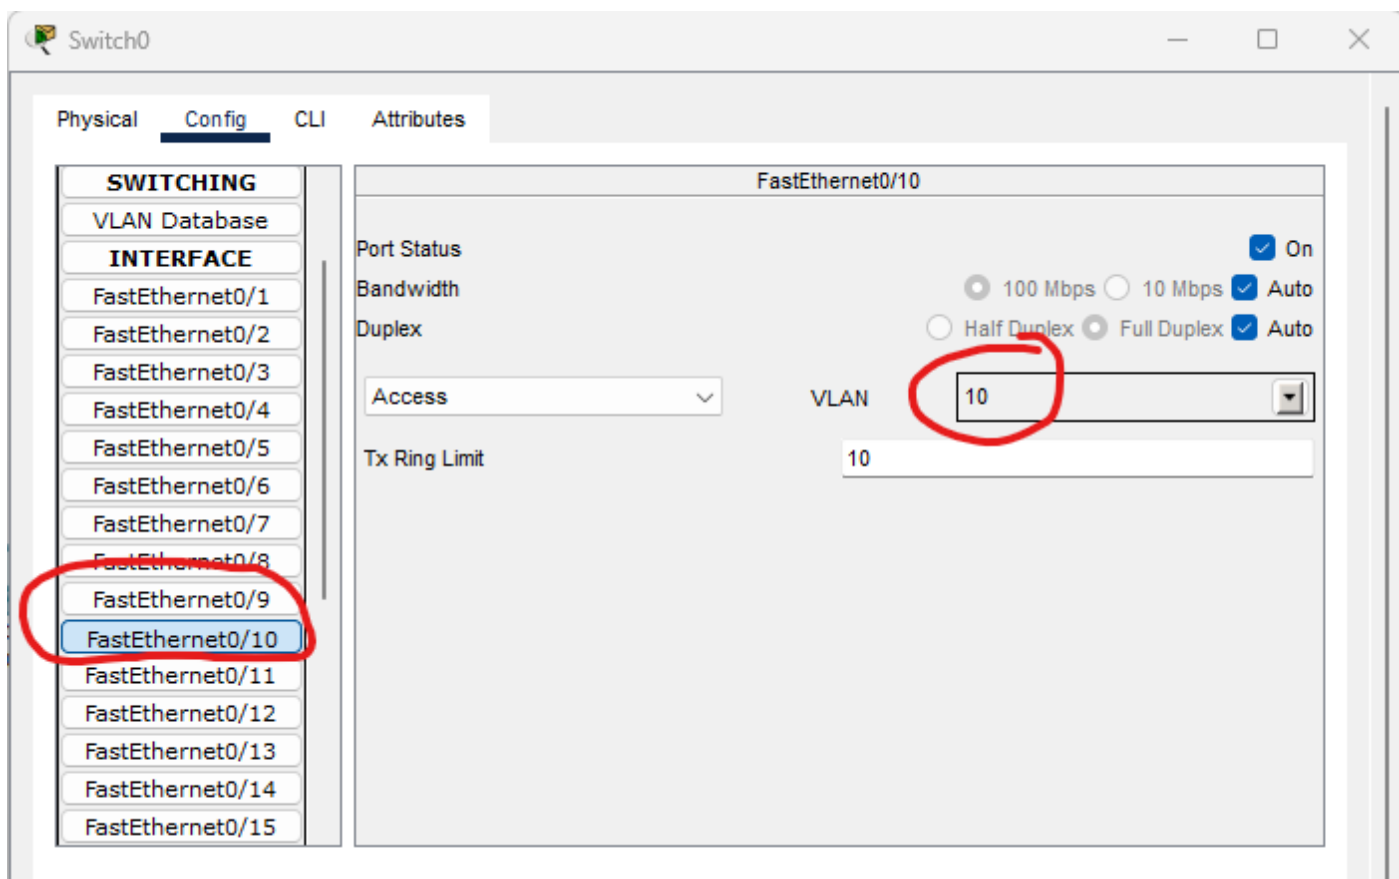 Switch0
Physical Config CLI Attributes
SWITCHING
VLAN Database
INTERFACE
FastEthernet0/1
FastEthernet0/2
FastEthernet0/3
FastEthernet0/4
FastEthernet0/5
FastEthernet0/6
FastEthernet0/7
FastEthernet0/8
FastEthernet0/9
FastEthernet0/10
FastEthernet0/11
FastEthernet0/12
FastEthernet0/13
FastEthernet0/14
FastEthernet0/15
FastEthernet0/10
Port Status On
Bandwidth 100 Mbps 10 Mbps Auto
Duplex Half Duplex Full Duplex Auto
Access VLAN 10
Tx Ring Limit 10